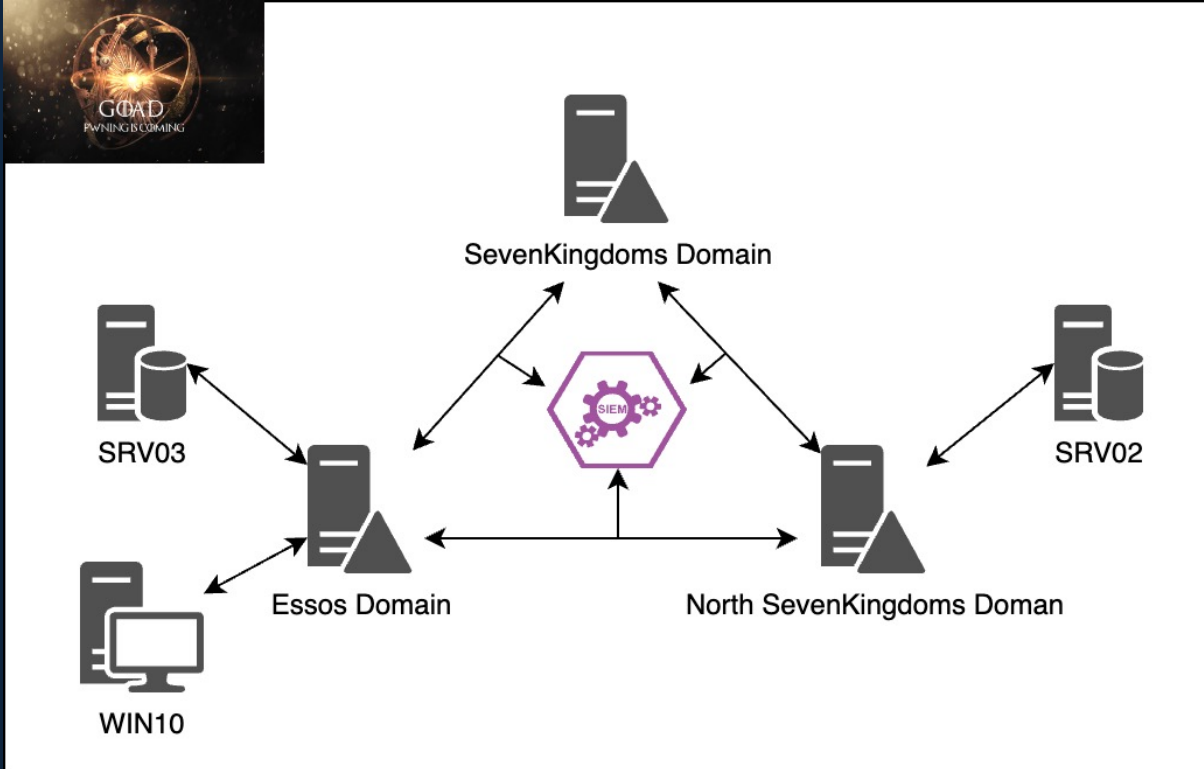 GOAD
PWNING IS COMING
SevenKingdoms Domain
SIEM
SRV03
SRV02
Essos Domain
North SevenKingdoms Doman
WIN10